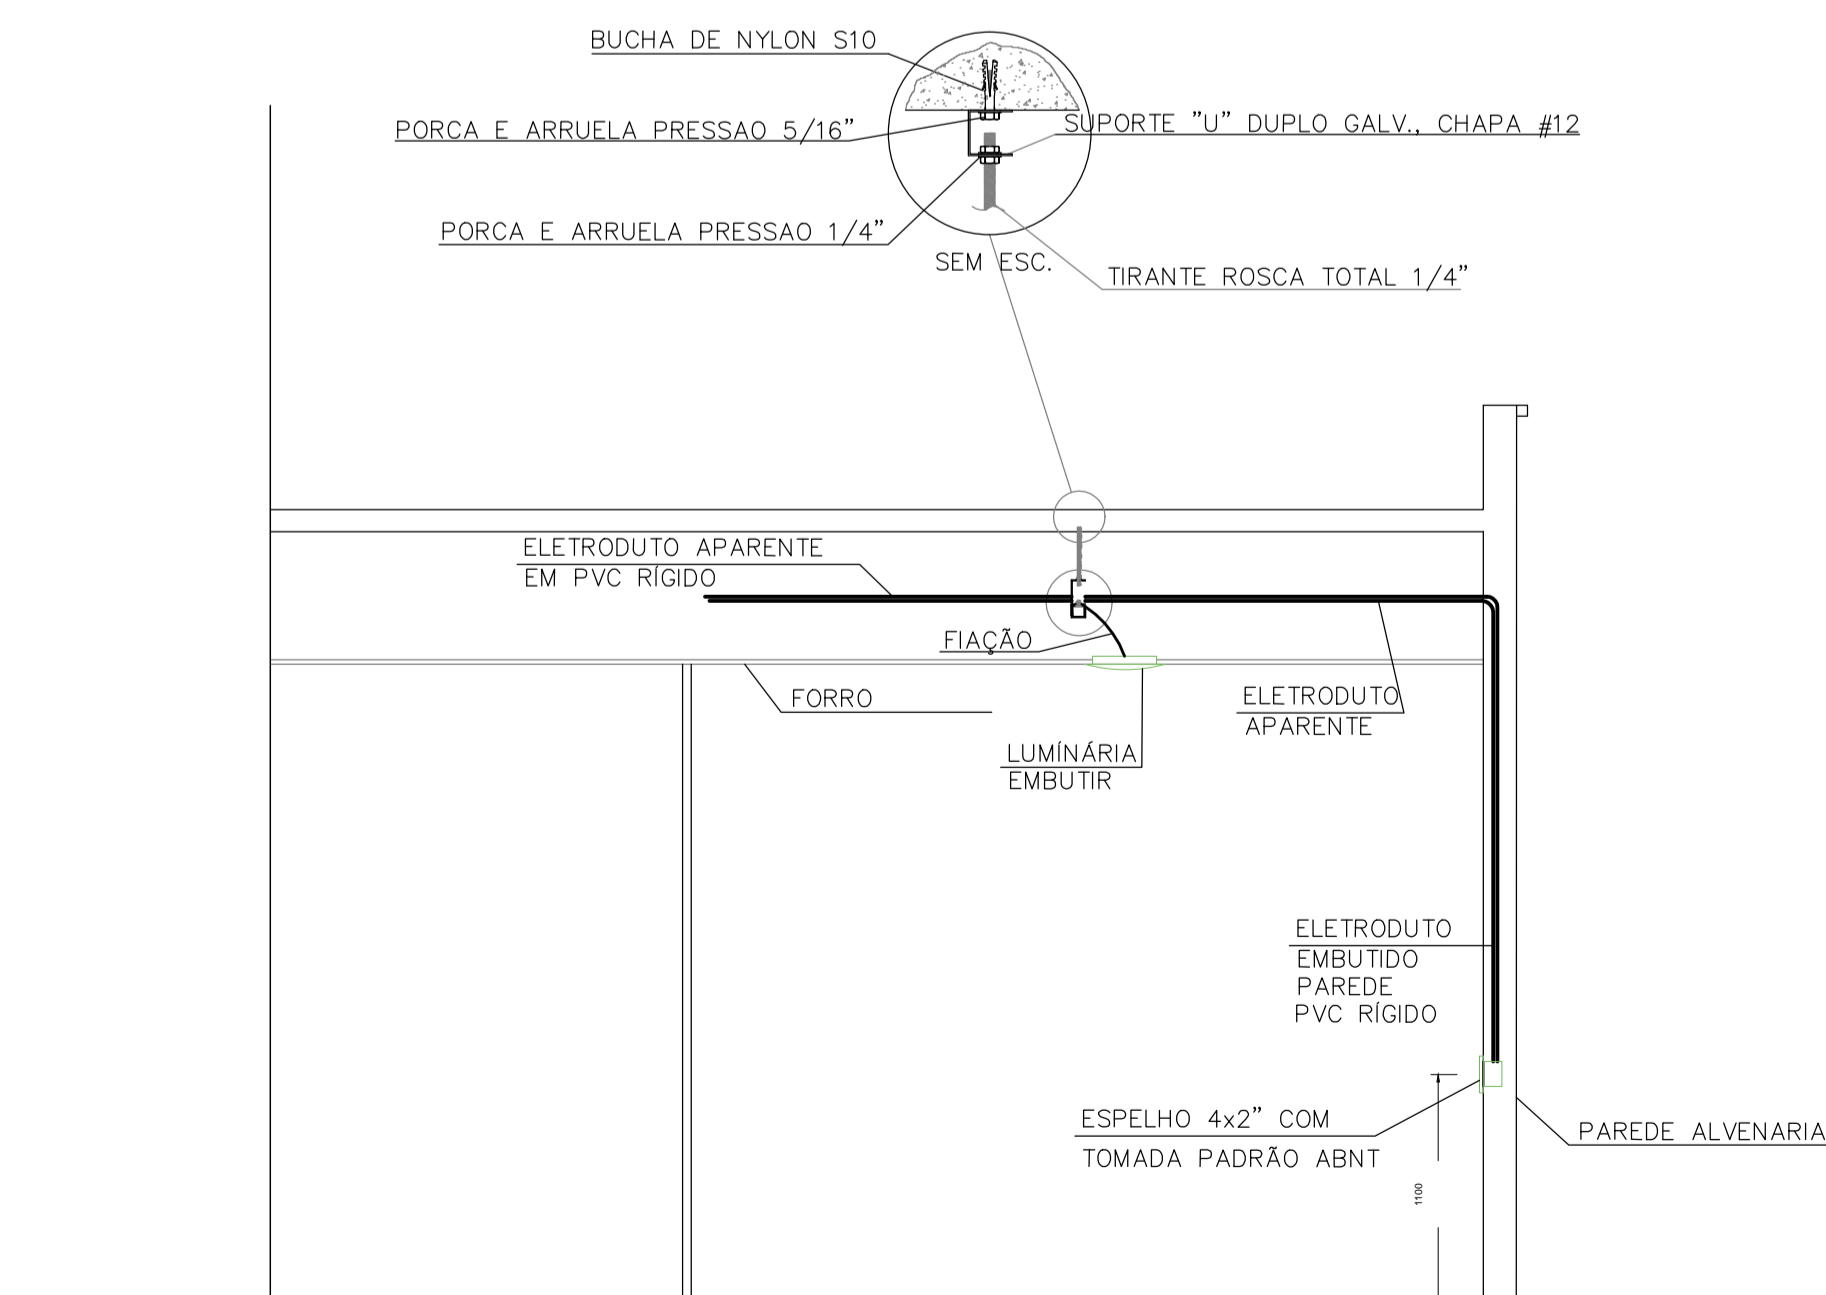 BUCHA DE NYLON S10
PORCA E ARRUELA PRESSAO 5/16”
SUPORTE ”U” DUPLO GALV., CHAPA #12
PORCA E ARRUELA PRESSAO 1/4”
SEM ESC.
TIRANTE ROSCA TOTAL 1/4”
ELETRODUTO APARENTE
EM PVC RÍGIDO
FIAÇÃO
FORRO
ELETRODUTO
APARENTE
LUMÍNÁRIA
EMBUTIR
ELETRODUTO
EMBUTIDO
PAREDE
PVC RÍGIDO
ESPELHO 4x2” COM
TOMADA PADRÃO ABNT
PAREDE ALVENARIA
1100